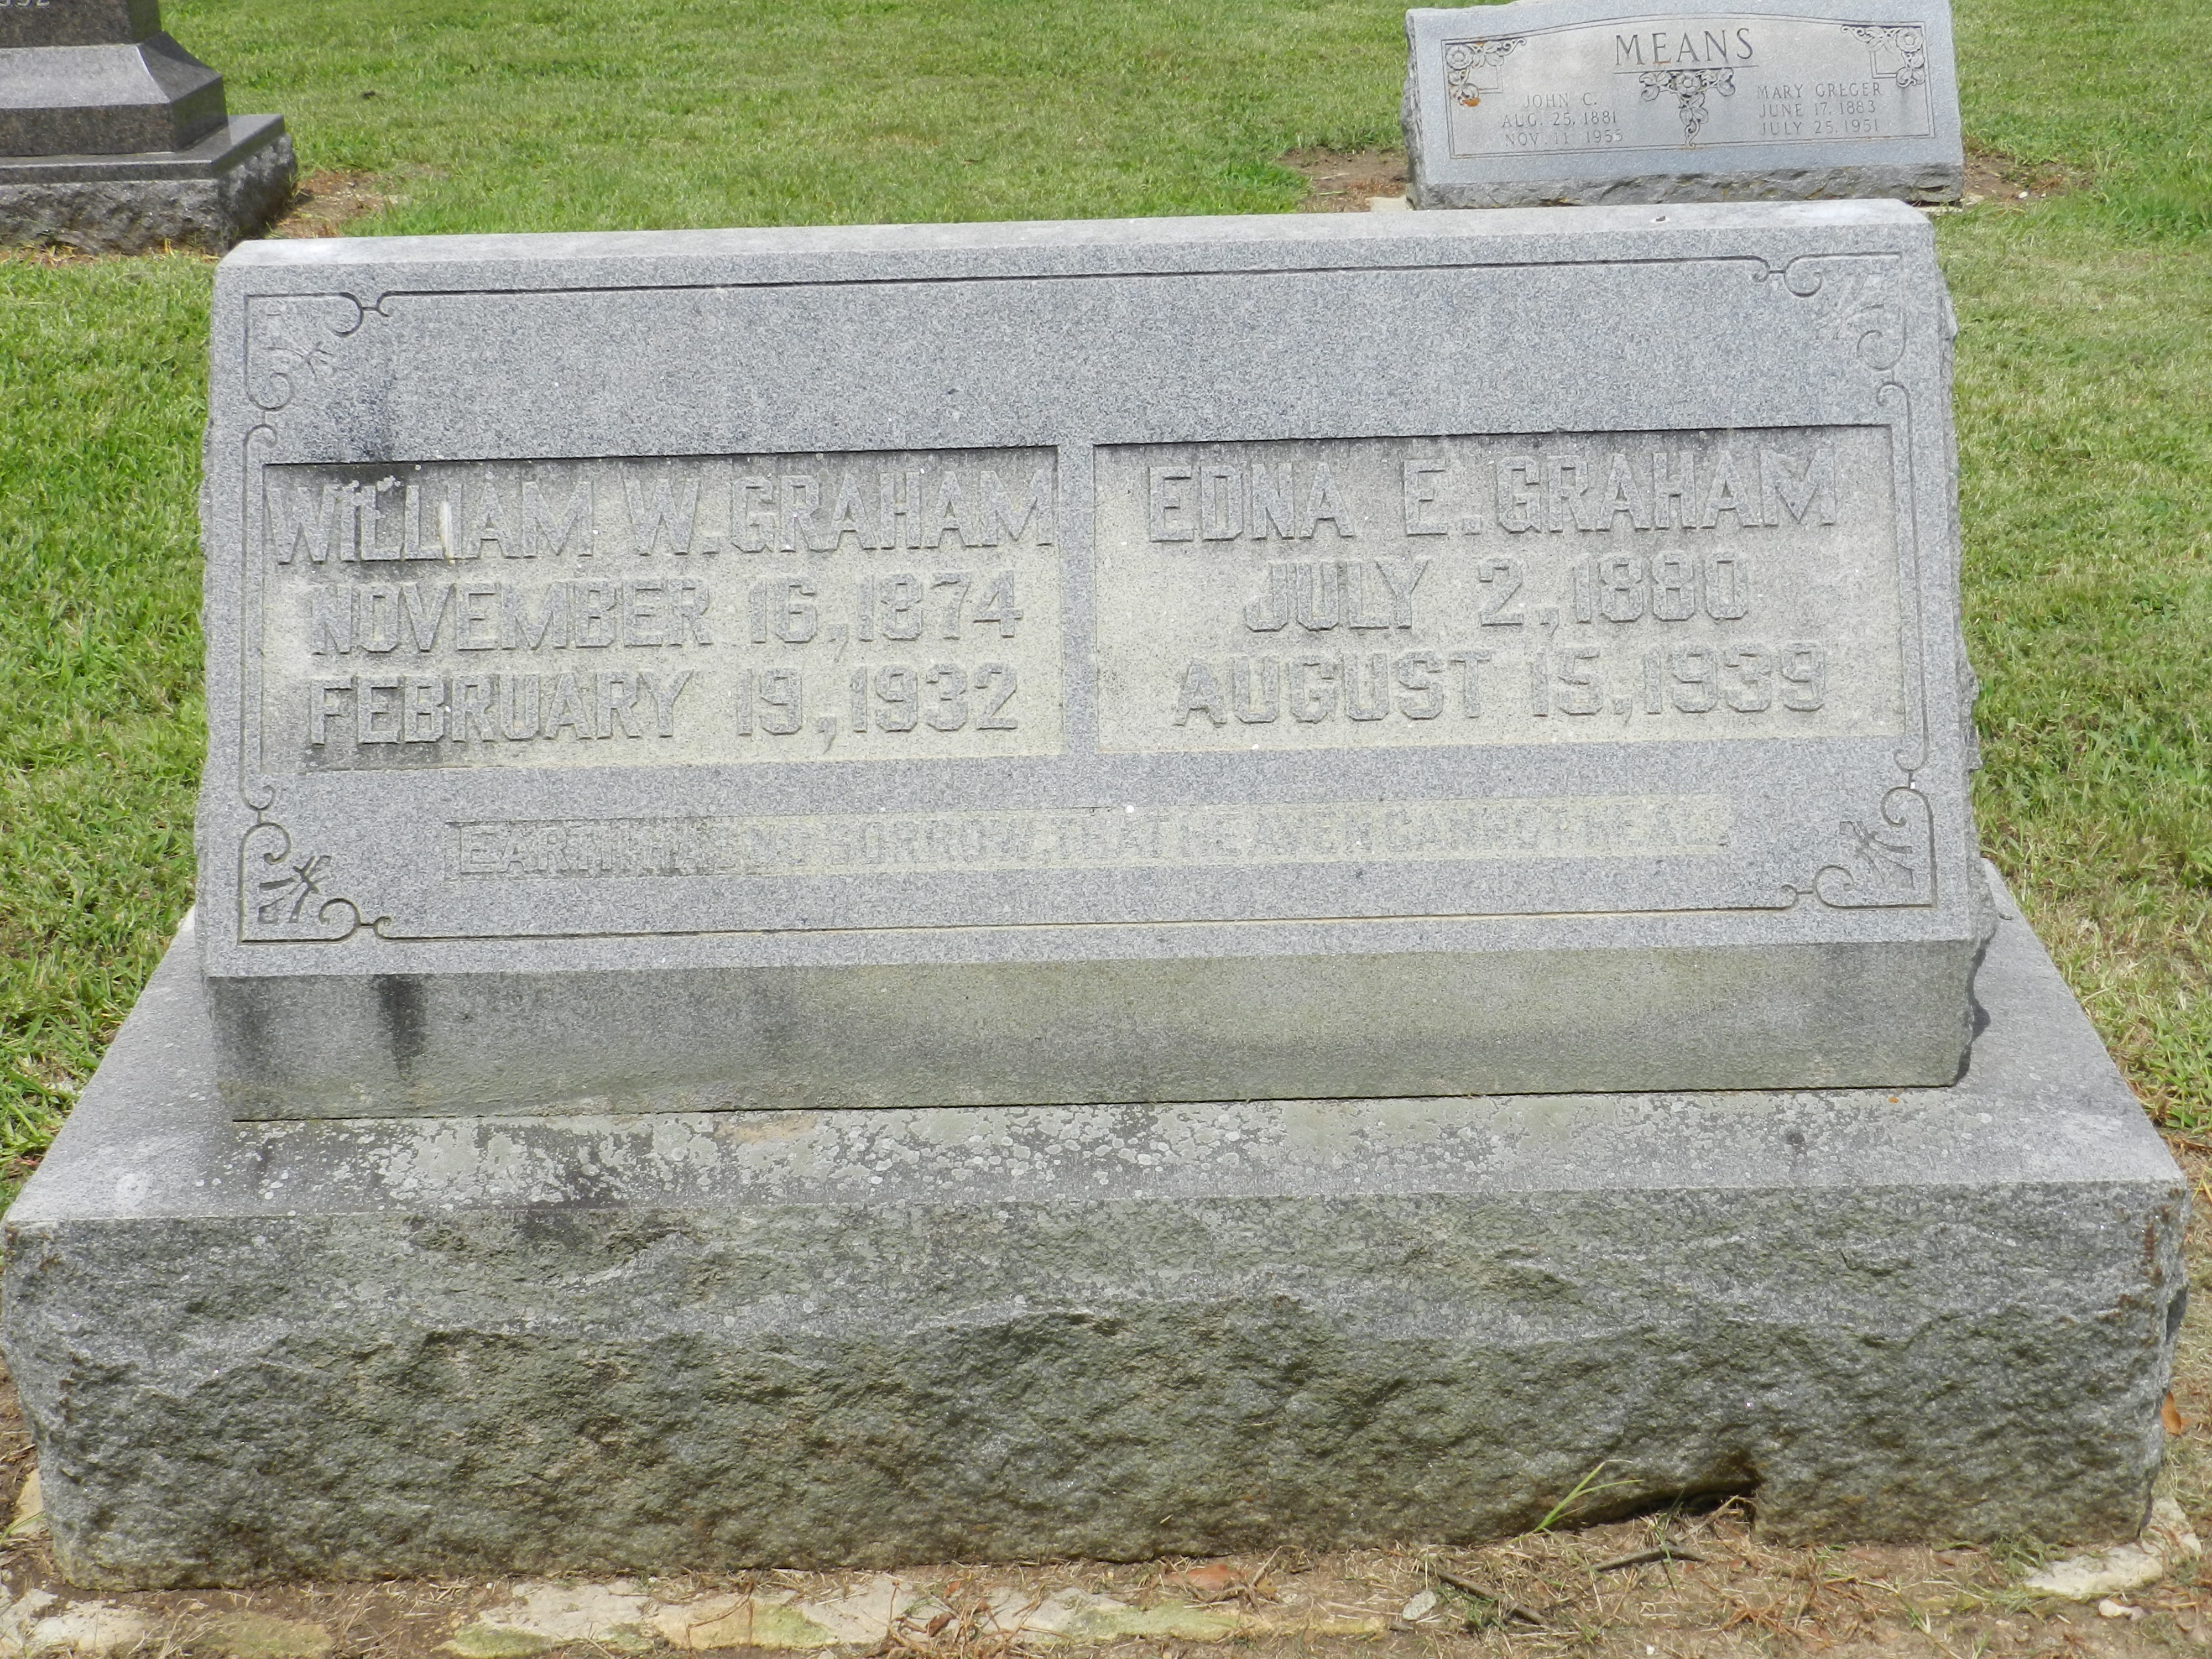 MEANS
JOHN C.
AUG. 25, 1881
NOV. 11 1955
MARY GREGER
JUNE 17, 1883
JULY 25, 1951
WILLIAM W. GRAHAM
NOVEMBER 16, 1874
FEBRUARY 19, 1932
EDNA E. GRAHAM
JULY 2, 1880
AUGUST 15, 1939
EARTH HAS NO SORROW THAT HEAVEN CANNOT HEAL